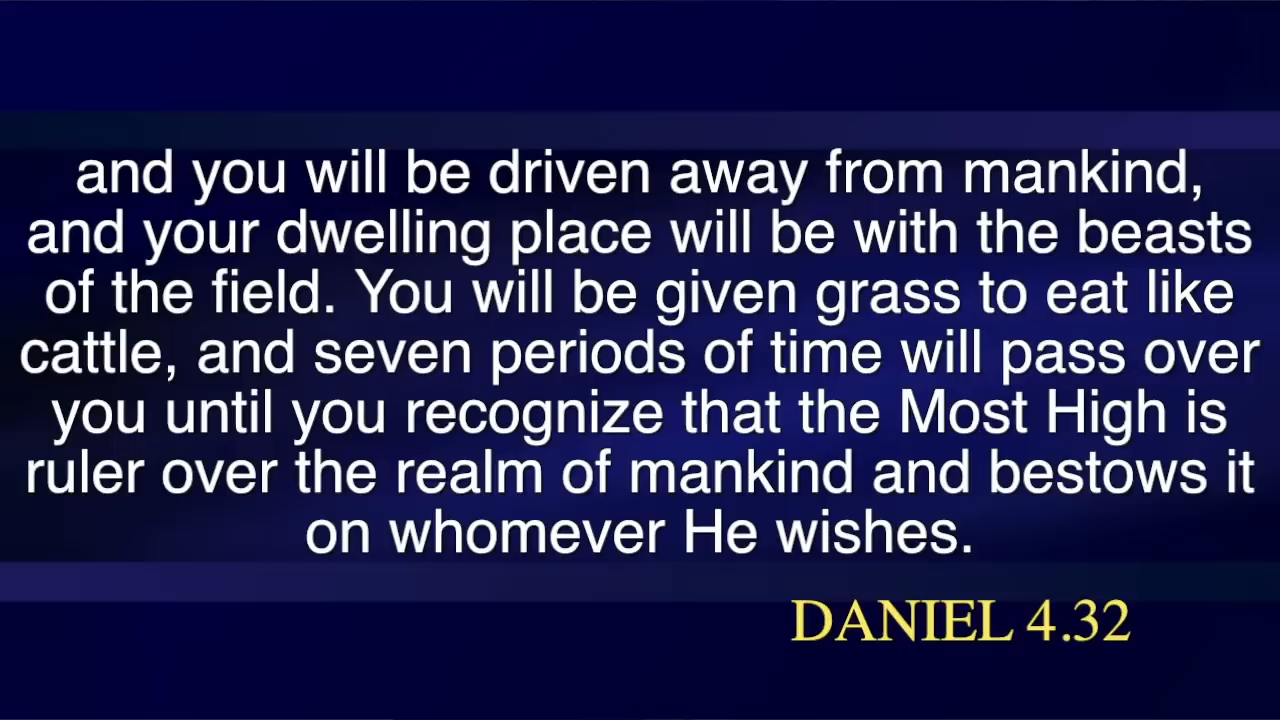 and you will be driven away from mankind,
and your dwelling place will be with the beasts
of the field. You will be given grass to eat like
cattle, and seven periods of time will pass over
you until you recognize that the Most High is
ruler over the realm of mankind and bestows it
on whomever He wishes.
DANIEL 4.32